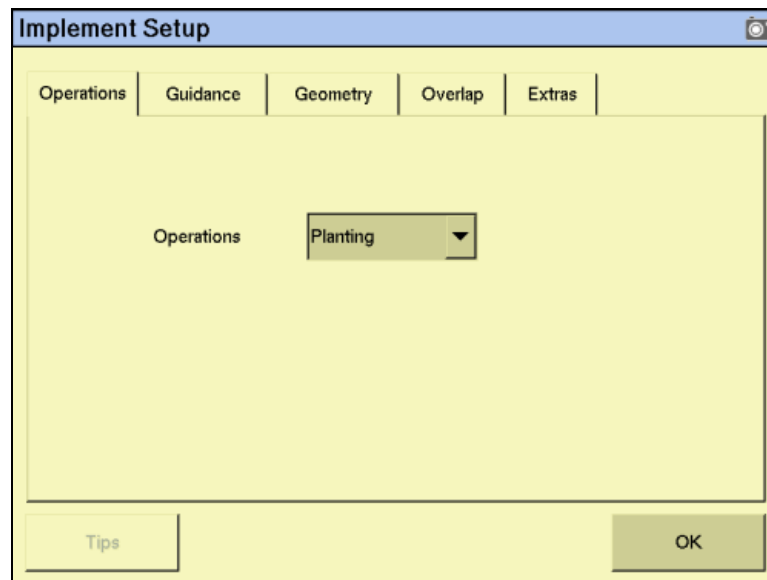 Implement Setup
Operations Guidance Geometry Overlap Extras
Operations Planting
Tips OK